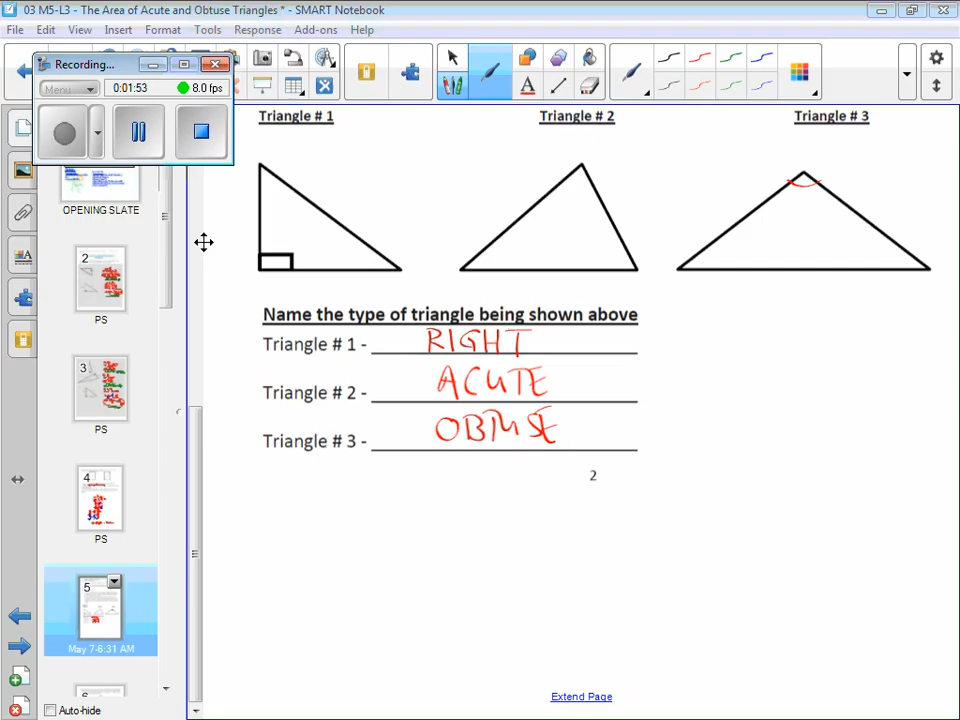 03 M5-L3 - The Area of Acute and Obtuse Triangles * - SMART Notebook
File Edit View Insert Format Tools Response Add-ons Help
Recording...
Menu 0:01:53 8.0 fps
Triangle # 1 Triangle # 2 Triangle # 3
OPENING SLATE
2
PS
3
PS
4
PS
5
May 7-6:31 AM
6
Auto-hide
Name the type of triangle being shown above
Triangle # 1 - RIGHT
Triangle # 2 - ACUTE
Triangle # 3 - OBTUSE
2
Extend Page